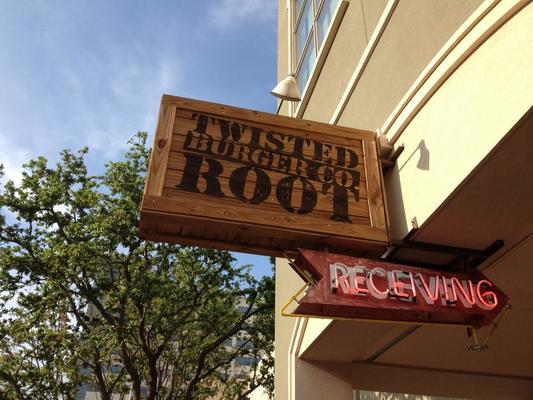 TWISTED
BURGER CO.
ROOT
RECEIVING